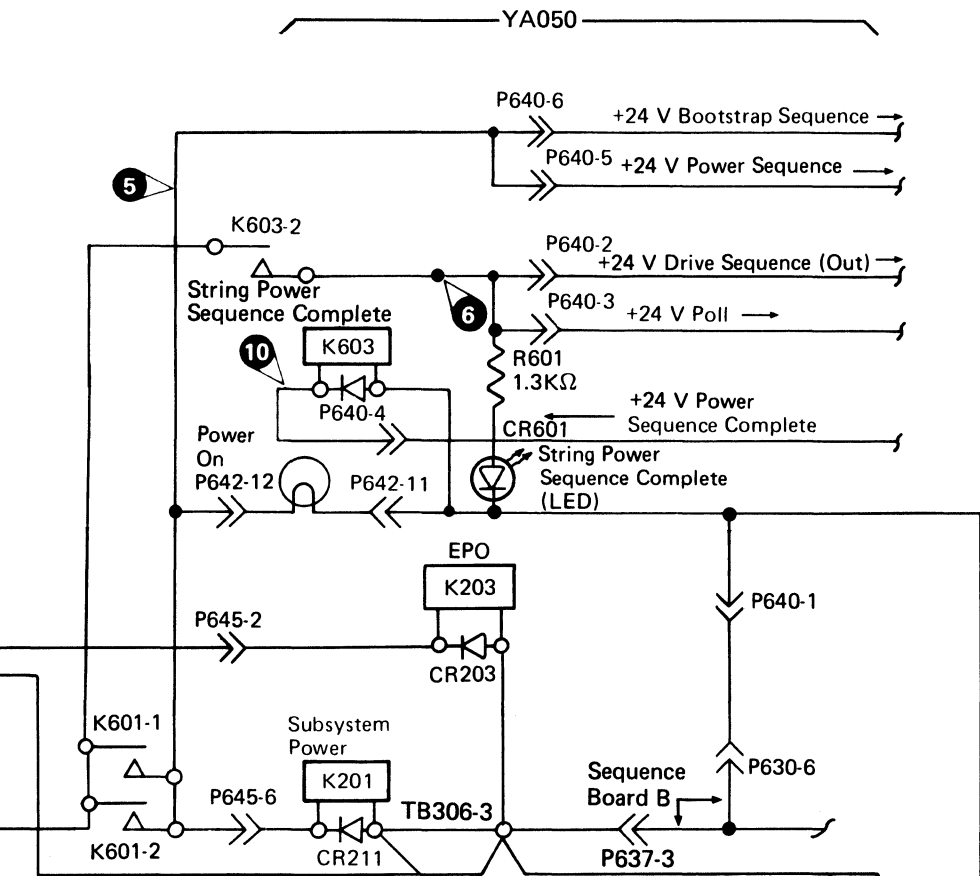 YA050
P640-6
+24 V Bootstrap Sequence
P640-5
+24 V Power Sequence
5
K603-2
P640-2
+24 V Drive Sequence (Out)
String Power
Sequence Complete
6
P640-3
+24 V Poll
10
K603
R601
1.3KΩ
P640-4
+24 V Power
Sequence Complete
CR601
Power
On
String Power
Sequence Complete
(LED)
P642-12
P642-11
EPO
K203
P640-1
P645-2
CR203
K601-1
Subsystem
Power
K201
P630-6
Sequence
Board B
P645-6
TB306-3
K601-2
CR211
P637-3